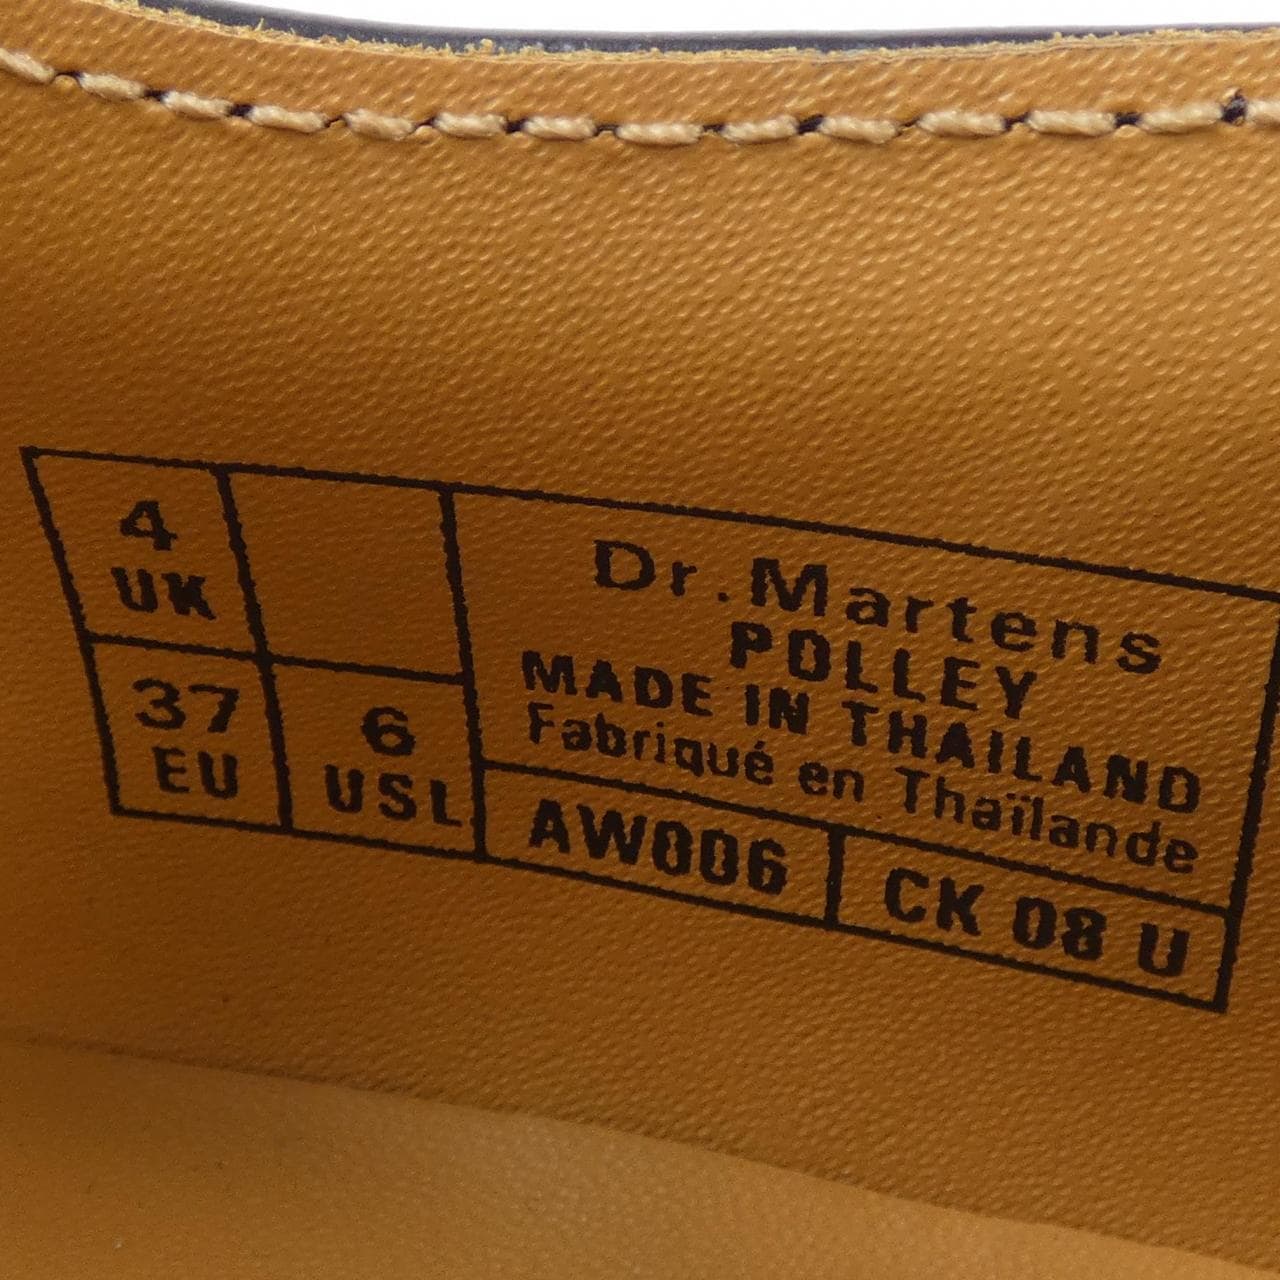 4
UK
37
EU
6
USL
Dr.Martens
POLLEY
MADE IN THAILAND
Fabriqué en Thaïlande
AW006
CK 08 U